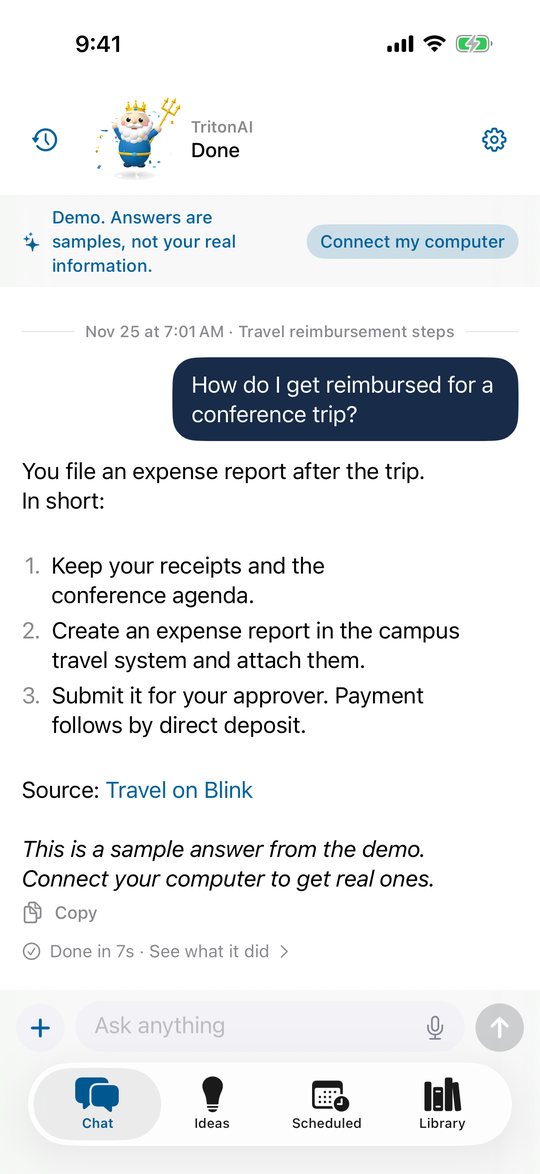 9:41
TritonAI
Done
Demo. Answers are
samples, not your real
information.
Connect my computer
Nov 25 at 7:01 AM · Travel reimbursement steps
How do I get reimbursed for a
conference trip?
You file an expense report after the trip.
In short:
1. Keep your receipts and the
conference agenda.
2. Create an expense report in the campus
travel system and attach them.
3. Submit it for your approver. Payment
follows by direct deposit.
Source: Travel on Blink
This is a sample answer from the demo.
Connect your computer to get real ones.
Copy
Done in 7s · See what it did
Ask anything
Chat
Ideas
Scheduled
Library